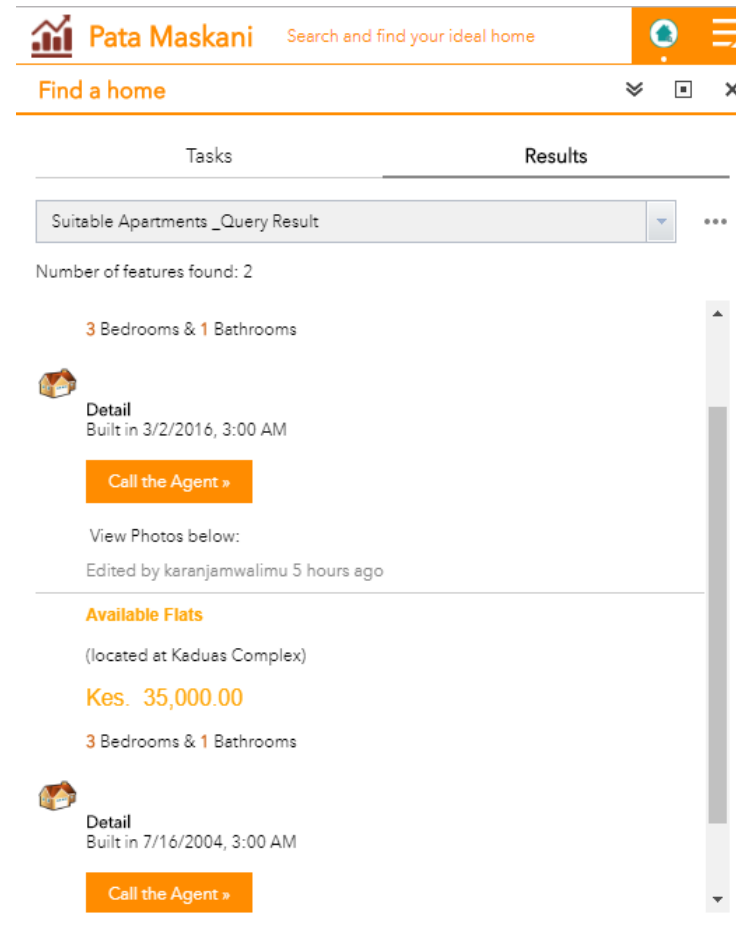 Pata Maskani Search and find your ideal home
Find a home
Tasks Results
Suitable Apartments _Query Result
Number of features found: 2
3 Bedrooms & 1 Bathrooms
Detail
Built in 3/2/2016, 3:00 AM
Call the Agent »
View Photos below:
Edited by karanjamwalimu 5 hours ago
Available Flats
(located at Kaduas Complex)
Kes. 35,000.00
3 Bedrooms & 1 Bathrooms
Detail
Built in 7/16/2004, 3:00 AM
Call the Agent »